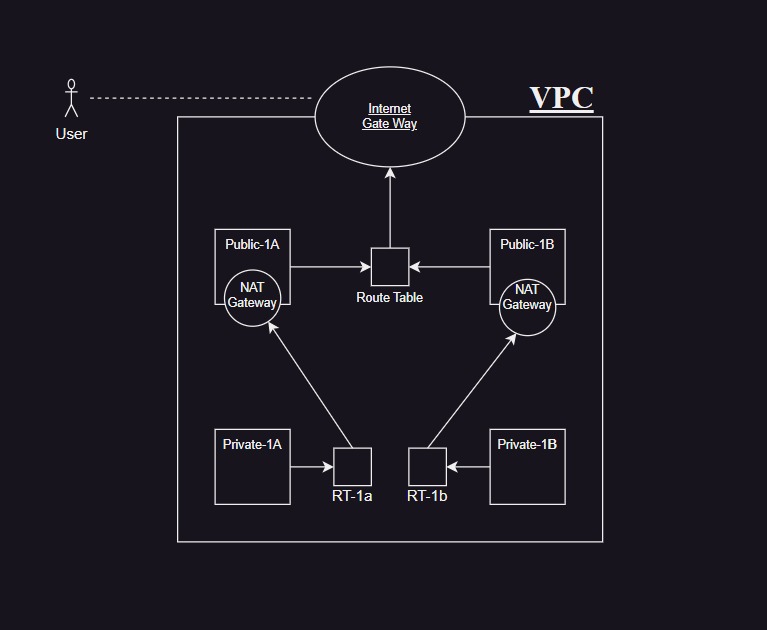 VPC
Internet
Gate Way
User
Public-1A
Public-1B
NAT
Gateway
NAT
Gateway
Route Table
Private-1A
Private-1B
RT-1a
RT-1b